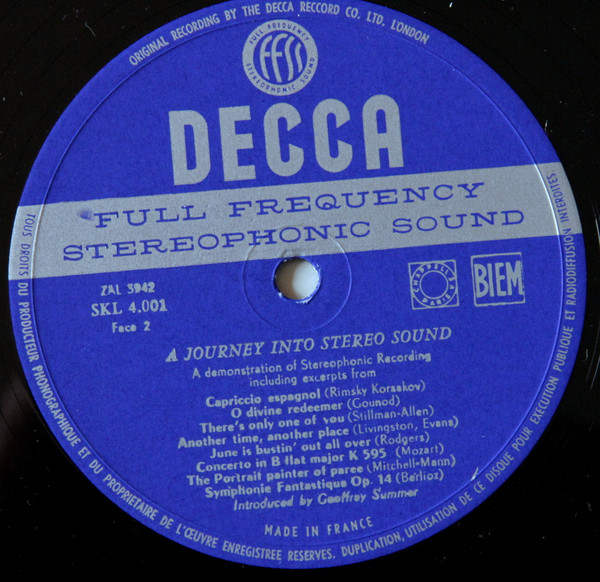 ORIGINAL RECORDING BY THE DECCA RECCORD CO. LTD, LONDON
FULL FREQUENCY
ffss
STEREOPHONIC SOUND
DECCA
FULL FREQUENCY
STEREOPHONIC SOUND
ZAL 3942
SKL 4.001
Face 2
CHAPPELL S.A.
PARIS
BIEM
A JOURNEY INTO STEREO SOUND
A demonstration of Stereophonic Recording
including excerpts from
Capriccio espagnol (Rimsky Korsakov)
O divine redeemer (Gounod)
There's only one of you (Stillman-Allen)
Another time, another place (Livingston, Evans)
June is bustin' out all over (Rodgers)
Concerto in B flat major K 595 (Mozart)
The Portrait painter of paree (Mitchell-Mann)
Symphonie Fantastique Op. 14 (Berlioz)
Introduced by Geoffrey Summer
MADE IN FRANCE
TOUS DROITS DU PRODUCTEUR PHONOGRAPHIQUE ET DU PROPRIETAIRE DE L'ŒUVRE ENREGISTREE RESERVES. DUPLICATION, UTILISATION DE CE DISQUE POUR EXECUTION PUBLIQUE ET RADIODIFFUSION INTERDITES